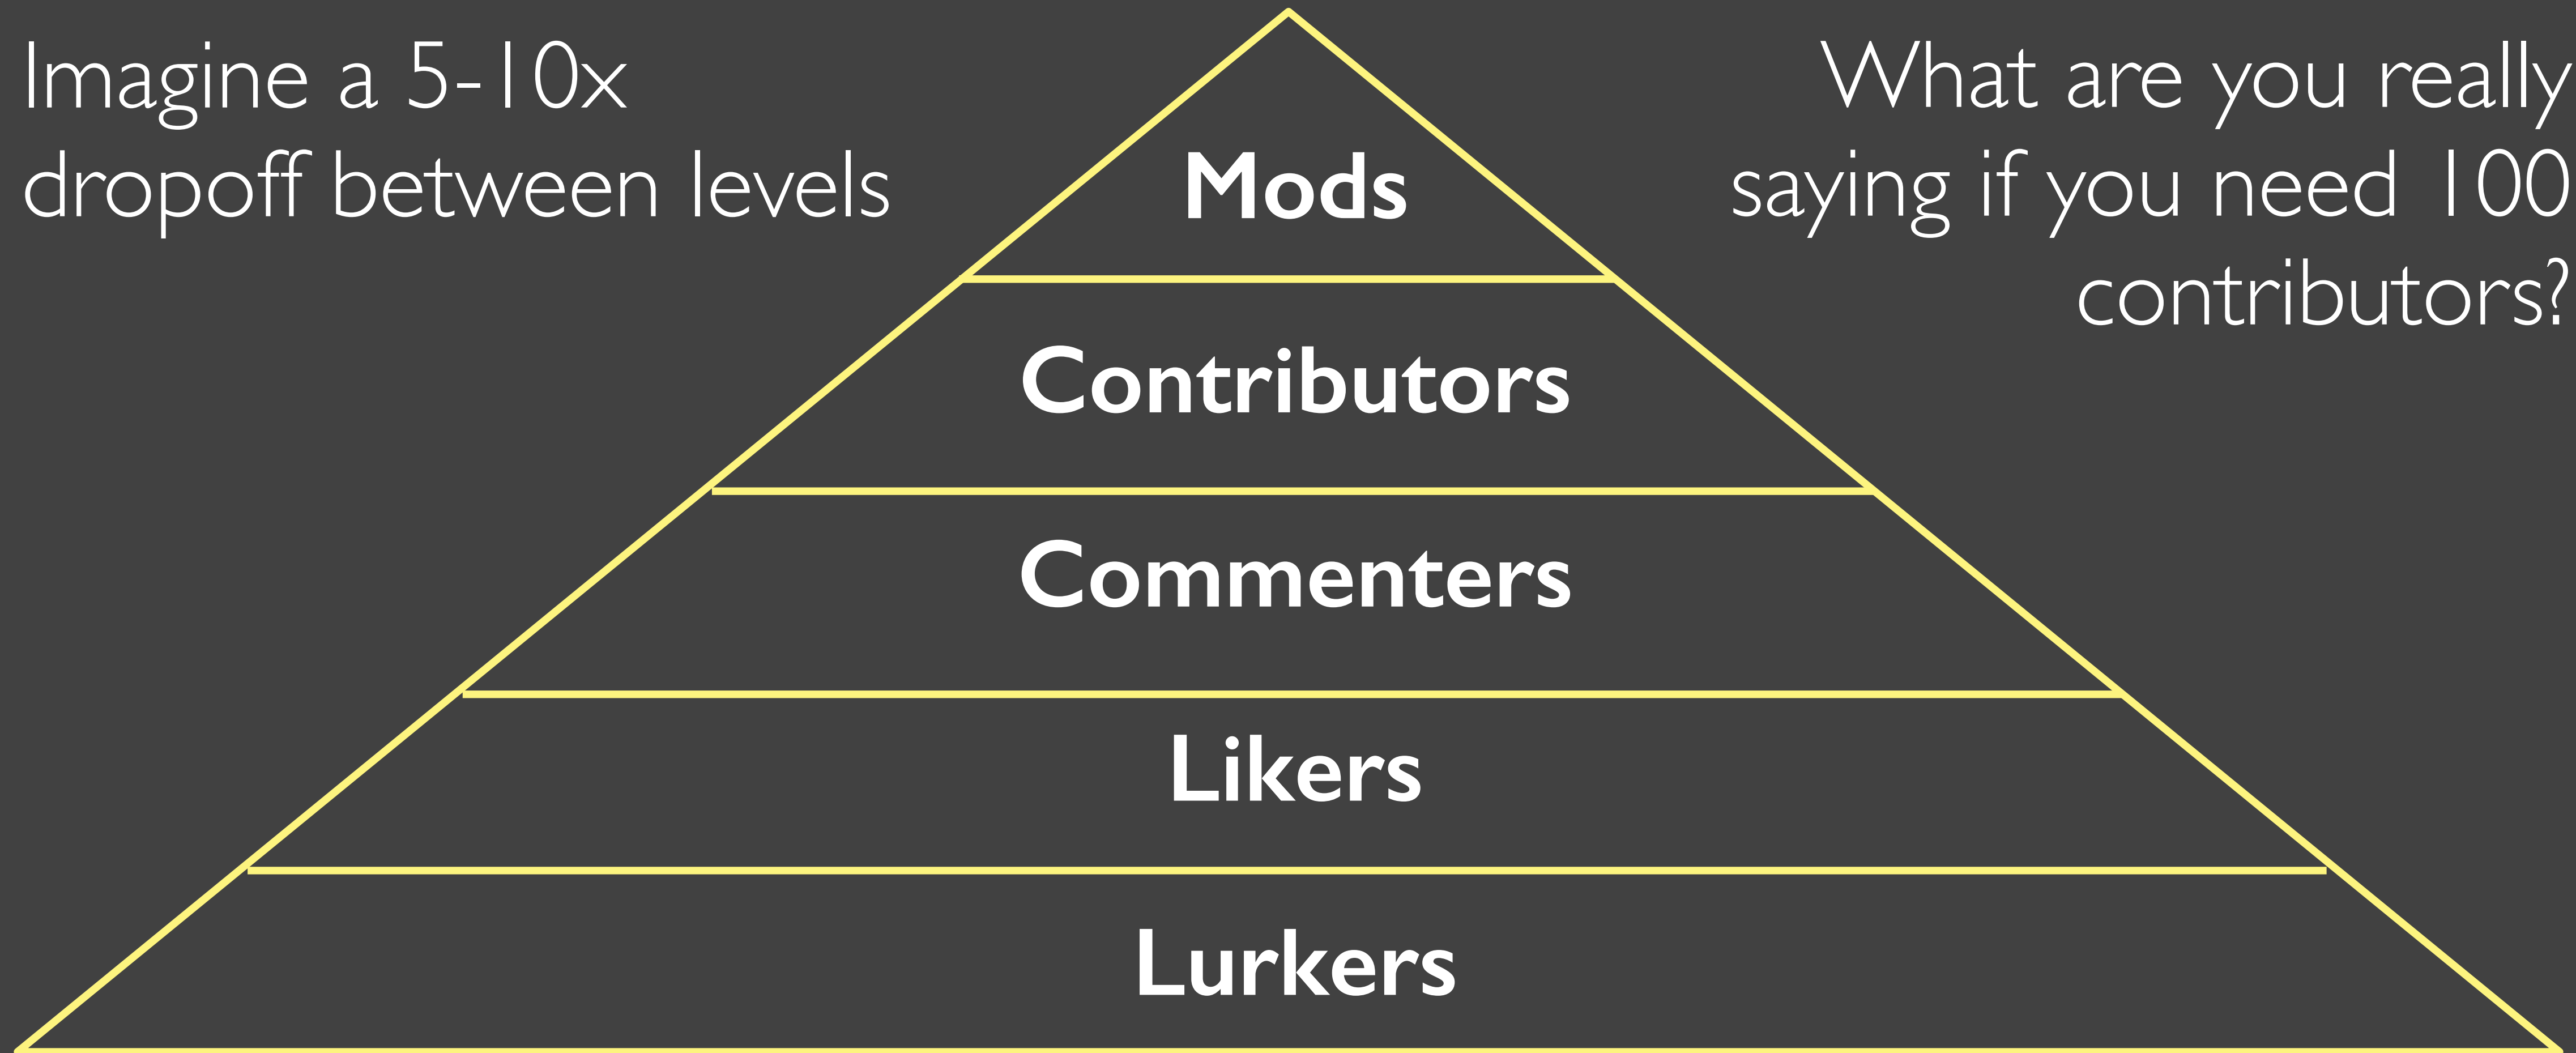 Imagine a 5-10x
dropoff between levels
What are you really
saying if you need 100
contributors?
Mods
Contributors
Commenters
Likers
Lurkers